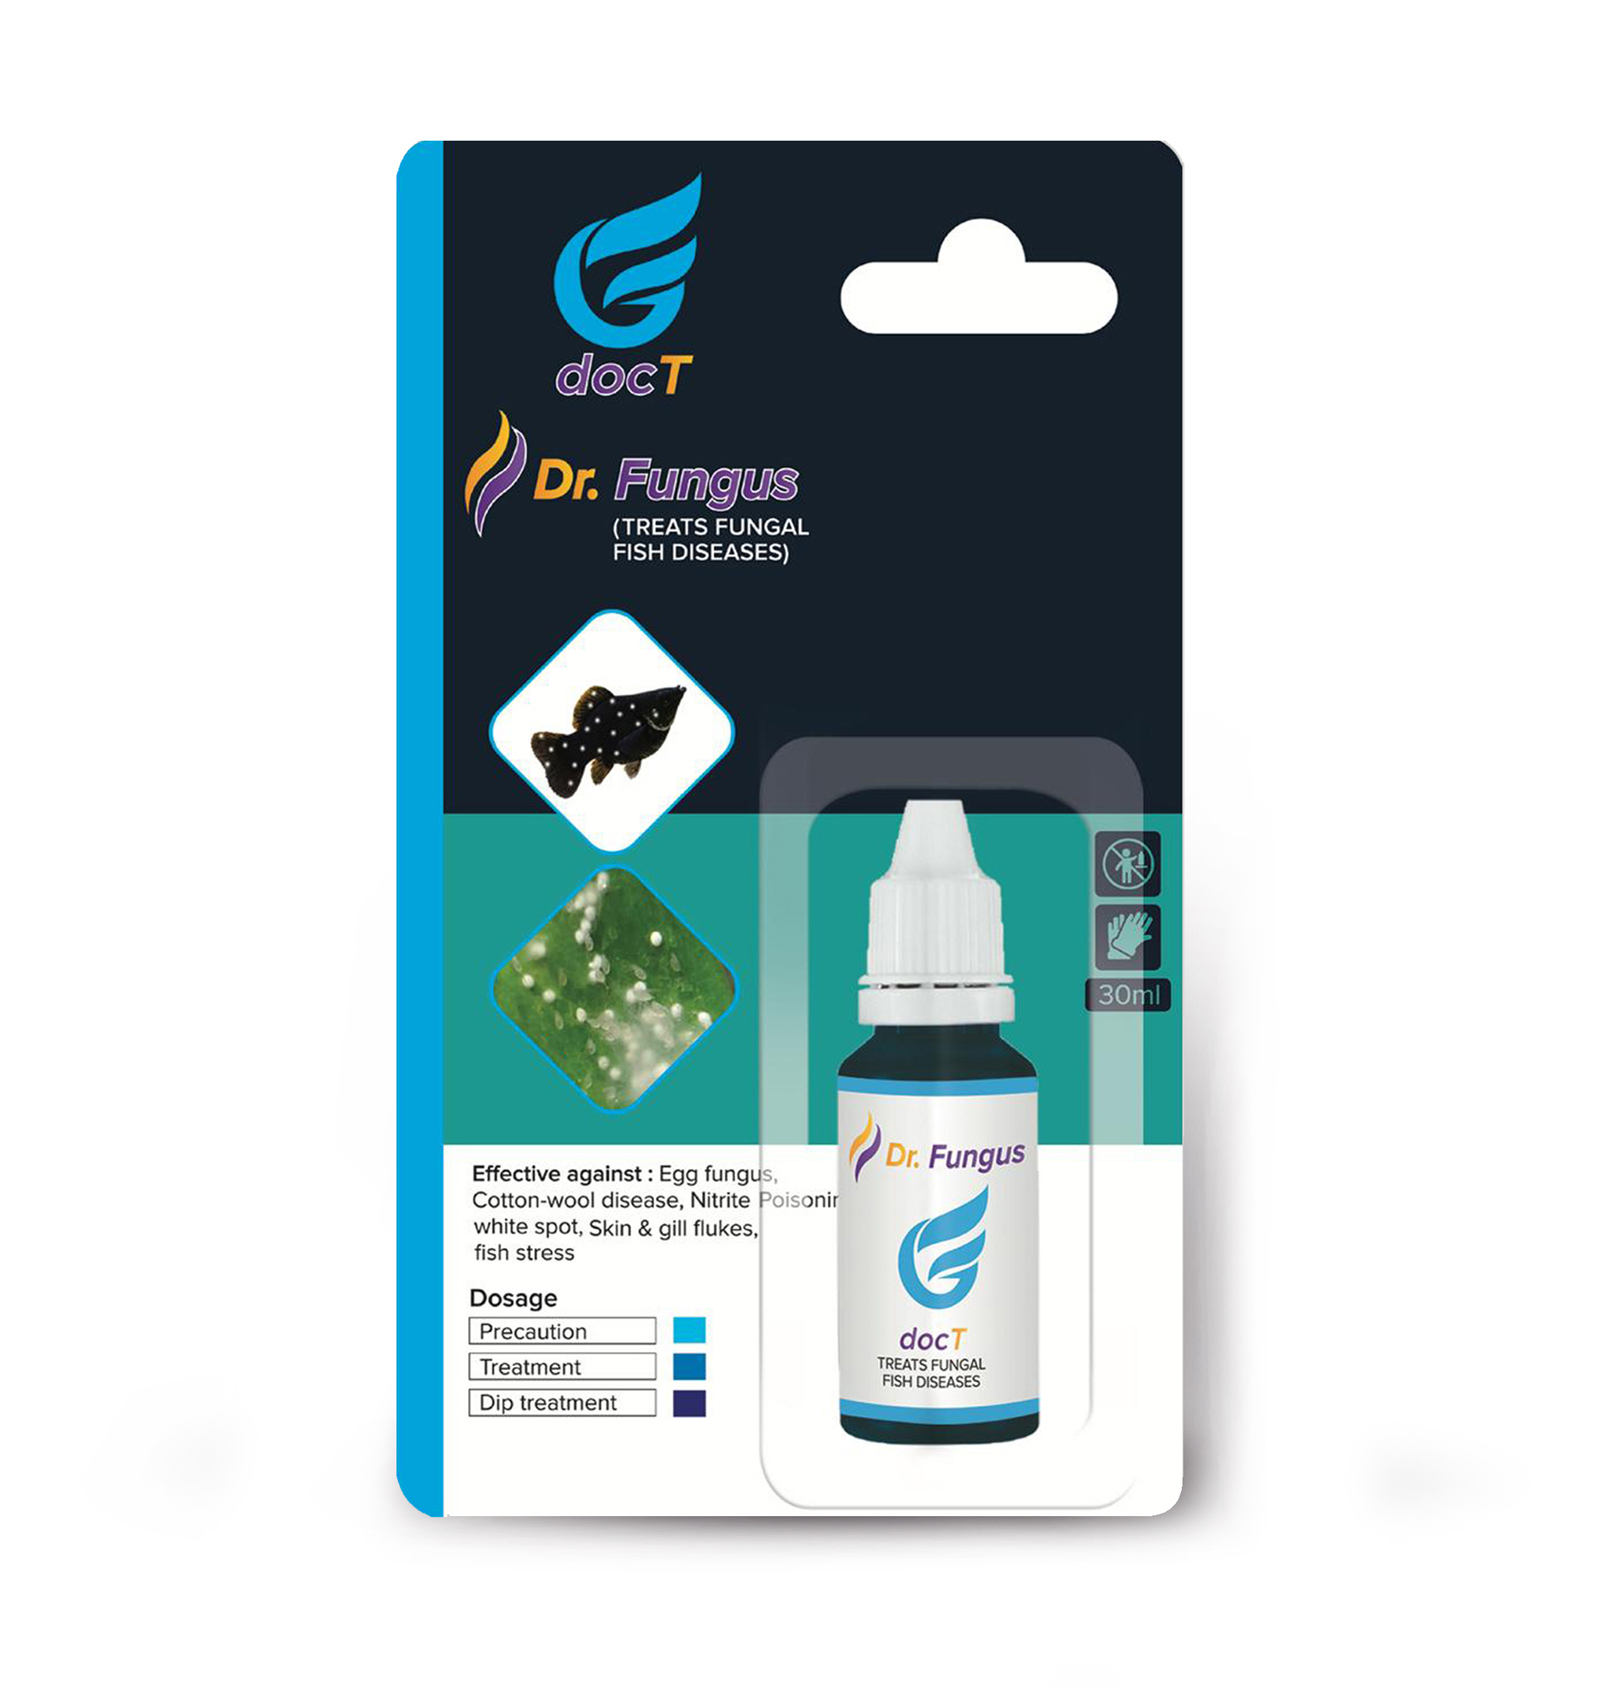 docT
Dr. Fungus
(TREATS FUNGAL
FISH DISEASES)
30ml
Effective against : Egg fungus,
Cotton-wool disease, Nitrite
white spot, Skin & gill flukes,
fish stress
Dosage
Precaution
Treatment
Dip treatment
Dr. Fungus
docT
TREATS FUNGAL
FISH DISEASES